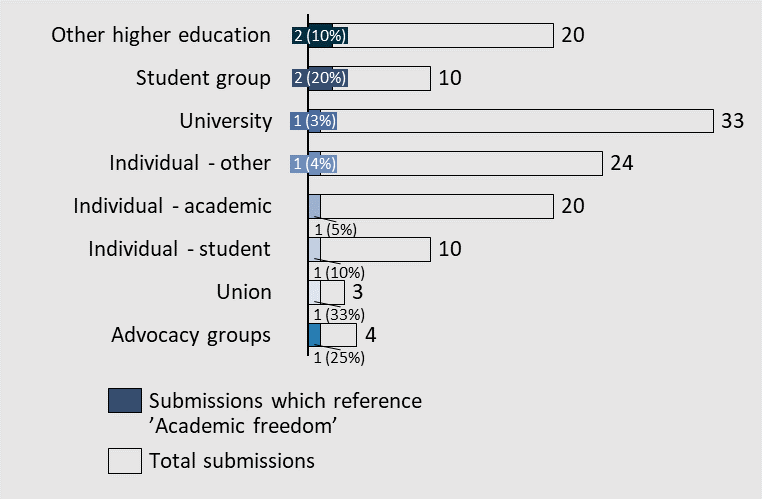 Other higher education 2 (10%) 20
Student group 2 (20%) 10
University 1 (3%) 33
Individual - other 1 (4%) 24
Individual - academic 20
1 (5%)
Individual - student 10
1 (10%)
Union 3
1 (33%)
Advocacy groups 4
1 (25%)
Submissions which reference
’Academic freedom’
Total submissions